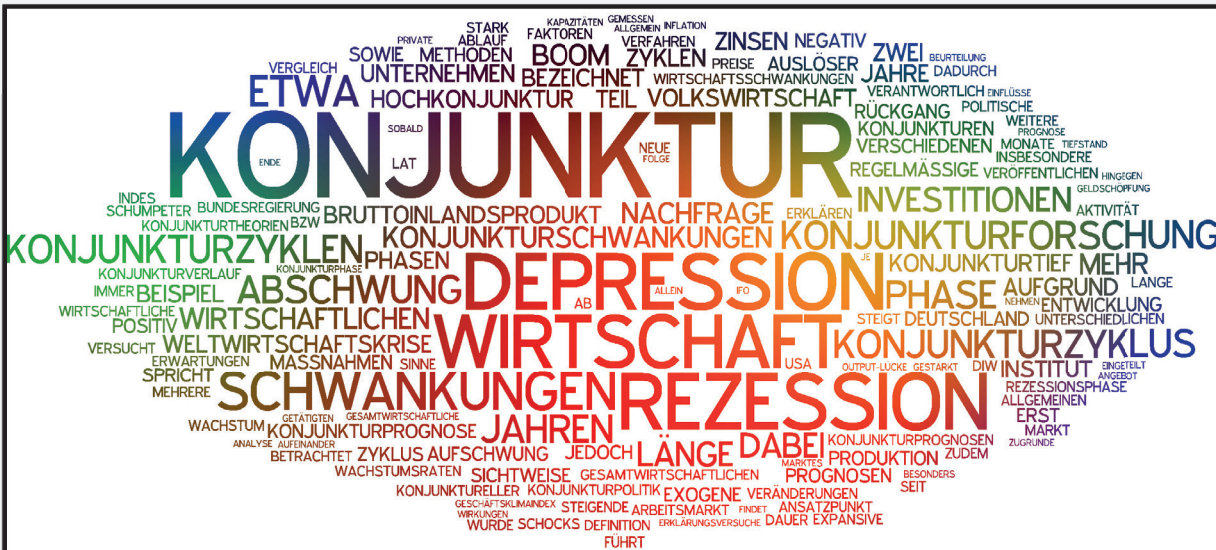 KAPAZITÄTEN GEMESSEN
STARK FAKTOREN ALLGEMEIN INFLATION
PRIVATE ABLAUF VERFAHREN ZINSEN NEGATIV ZWEI BEURTEILUNG
SOWIE METHODEN BOOM ZYKLEN PREISE AUSLÖSER
VERGLEICH UNTERNEHMEN BEZEICHNET WIRTSCHAFTSSCHWANKUNGEN JAHRE DADURCH
ETWA HOCHKONJUNKTUR TEIL VOLKSWIRTSCHAFT VERANTWORTLICH EINFLÜSSE
RÜCKGANG POLITISCHE
KONJUNKTUR
SOBALD KONJUNKTUREN WEITERE
PROGNOSE
NEUE VERSCHIEDENEN MONATE TIEFSTAND
ENDE LAT FOLGE INSBESONDERE
REGELMÄSSIGE VERÖFFENTLICHEN HINGEGEN
INDES INVESTITIONEN GELDSCHÖPFUNG
SCHUMPETER BUNDESREGIERUNG BRUTTOINLANDSPRODUKT NACHFRAGE ERKLÄREN AKTIVITÄT
KONJUNKTURTHEORIEN BZW
KONJUNKTURZYKLEN KONJUNKTURSCHWANKUNGEN KONJUNKTURFORSCHUNG
PHASEN JE
KONJUNKTURVERLAUF KONJUNKTURPHASE DEPRESSION KONJUNKTURTIEF MEHR
IMMER BEISPIEL ABSCHWUNG ALLEIN IFO PHASE AUFGRUND LANGE
AB NEHMEN ENTWICKLUNG
WIRTSCHAFTLICHE
POSITIV WIRTSCHAFTLICHEN WIRTSCHAFT STEIGT DEUTSCHLAND UNTERSCHIEDLICHEN
VERSUCHT WELTWIRTSCHAFTSKRISE KONJUNKTURZYKLUS
ERWARTUNGEN MASSNAHMEN SINNE USA OUTPUT-LÜCKE GESTARKT DIW INSTITUT EINGETEILT
SPRICHT ANGEBOT
MEHRERE SCHWANKUNGEN REZESSION REZESSIONSPHASE
ALLGEMEINEN
WACHSTUM GETÄTIGTEN GESAMTWIRTSCHAFTLICHE ERST
KONJUNKTURPROGNOSE JAHREN MARKT
ANALYSE AUFEINANDER LÄNGE DABEI KONJUNKTURPROGNOSEN ZUGRUNDE
BETRACHTET ZYKLUS AUFSCHWUNG JEDOCH PRODUKTION ZUDEM
WACHSTUMSRATEN SICHTWEISE GESAMTWIRTSCHAFTLICHEN MARKTES PROGNOSEN BESONDERS
KONJUNKTURELLER KONJUNKTURPOLITIK EXOGENE VERÄNDERUNGEN SEIT
GESCHÄFTSKLIMAINDEX STEIGENDE ARBEITSMARKT FINDET ANSATZPUNKT
WIRKUNGEN
WURDE SCHOCKS DEFINITION ERKLÄRUNGSVERSUCHE DAUER EXPANSIVE
FÜHRT